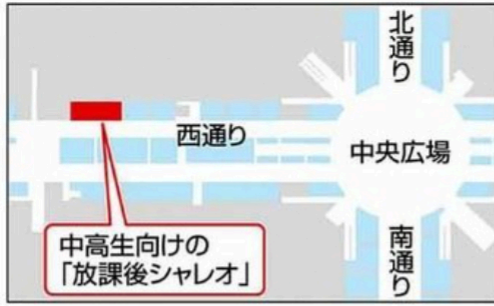 北通り
西通り
中央広場
中高生向けの
「放課後シャレオ」
南通り